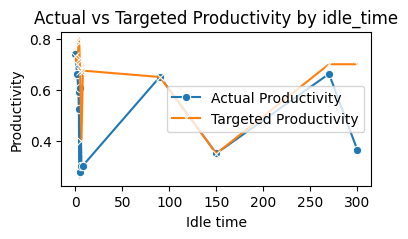 Actual vs Targeted Productivity by idle_time
0.8
0.6
0.4
Productivity
Actual Productivity
Targeted Productivity
0 50 100 150 200 250 300
Idle time